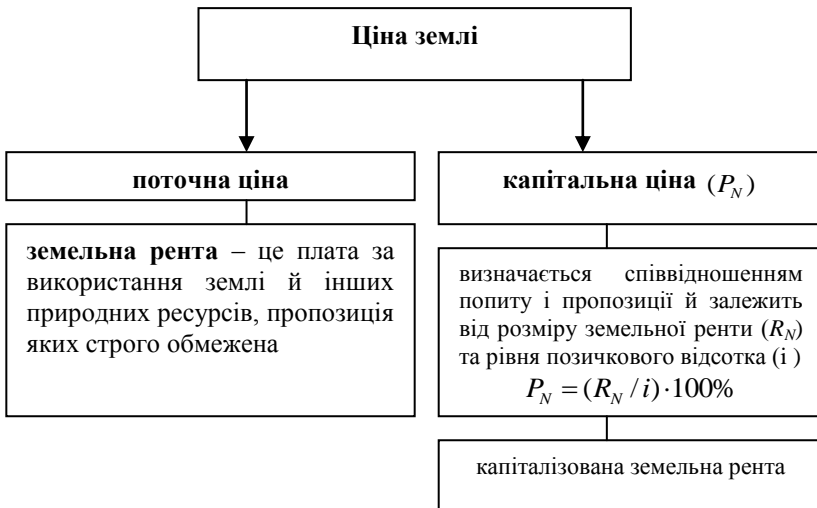 Ціна землі
поточна ціна
земельна рента – це плата за
використання землі й інших
природних ресурсів, пропозиція
яких строго обмежена
капітальна ціна (P_N)
визначається співвідношенням
попиту і пропозиції й залежить
від розміру земельної ренти (R_N)
та рівня позичкового відсотка (і )
P_N = (R_N / i) · 100%
капіталізована земельна рента